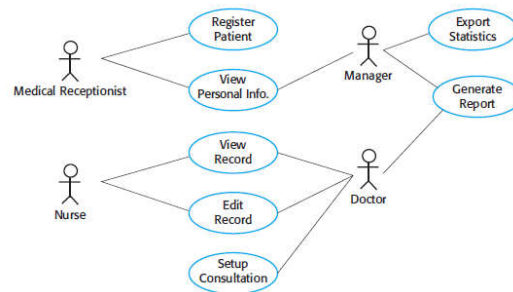 Register
Patient
Export
Statistics
Medical Receptionist
View
Personal Info.
Manager
Generate
Report
View
Record
Nurse
Edit
Record
Doctor
Setup
Consultation